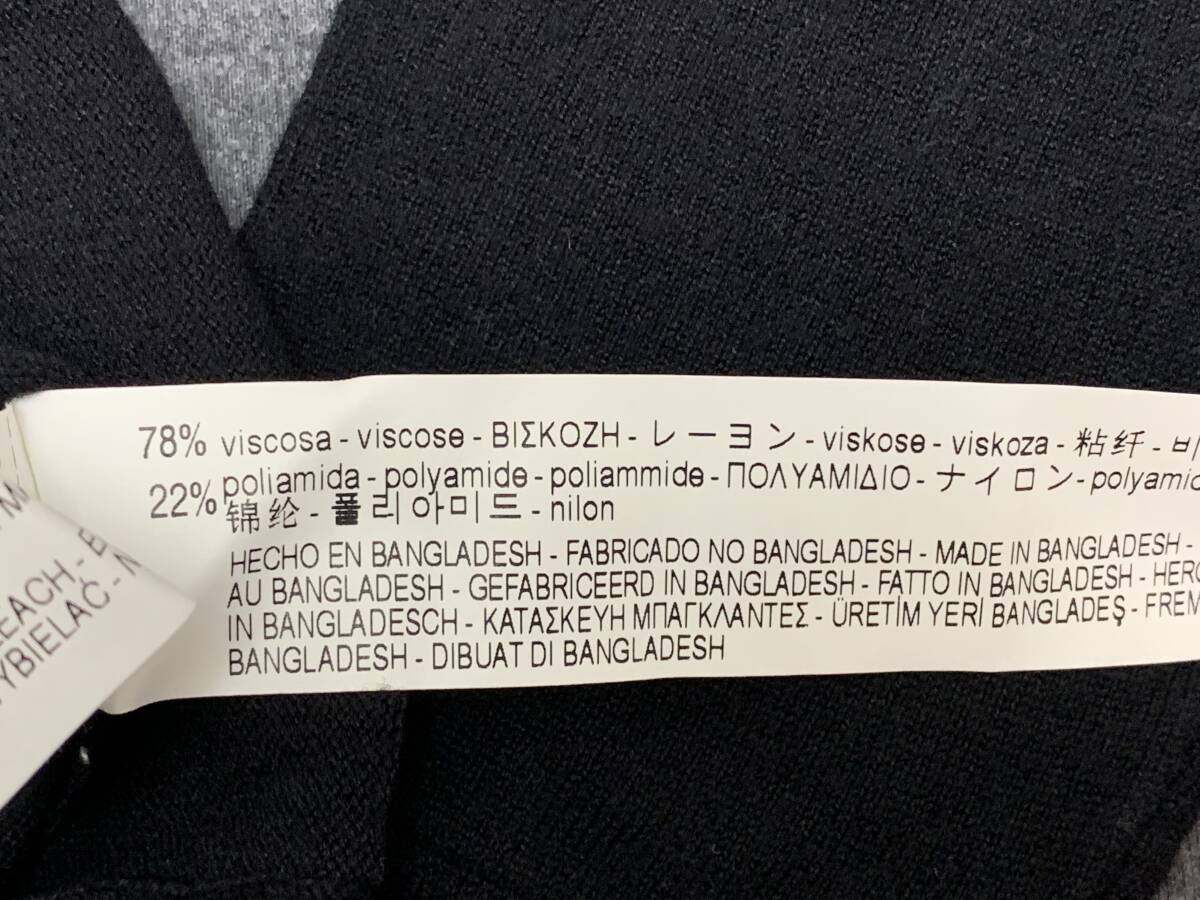 78% viscosa - viscose - ΒΙΣΚΟΖΗ - レーヨン - viskose - viskoza - 粘纤 -
22% poliamida - polyamide - poliammide - ΠΟΛΥΑΜΙΔΙΟ - ナイロン -
锦纶 - 폴리아미드 - nilon
HECHO EN BANGLADESH - FABRICADO NO BANGLADESH - MADE IN BANGLADESH -
AU BANGLADESH - GEFABRICEERD IN BANGLADESH - FATTO IN BANGLADESH -
IN BANGLADESCH - ΚΑΤΑΣΚΕΥΗ ΜΠΑΓΚΛΑΝΤΕΣ - ÜRETİM YERİ BANGLADEŞ -
BANGLADESH - DIBUAT DI BANGLADESH